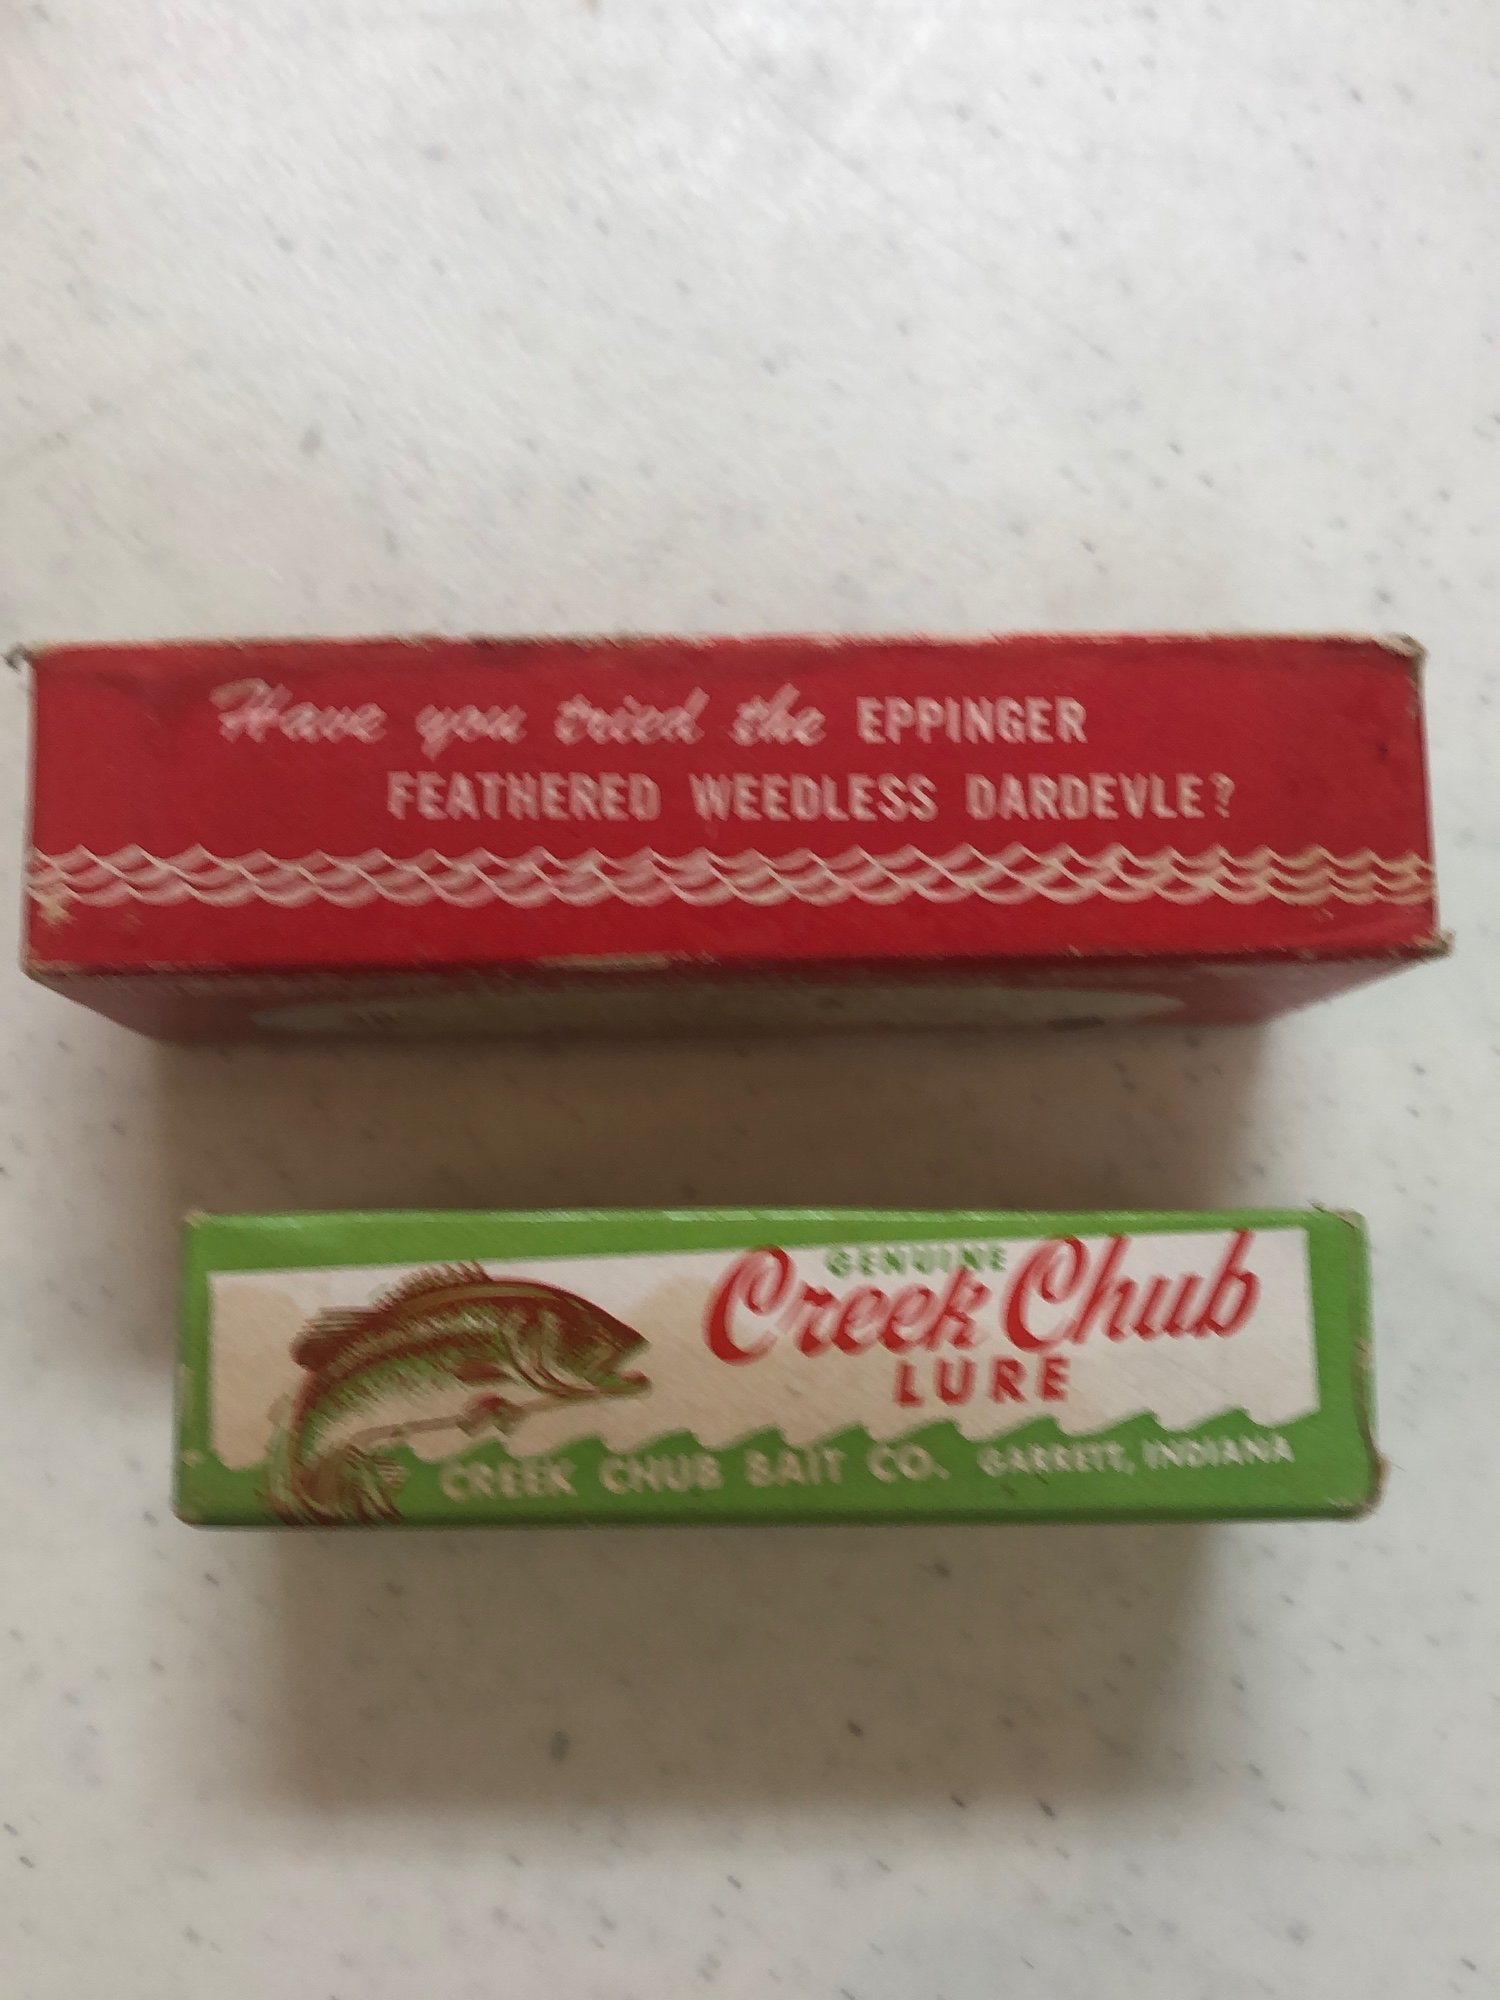 Have you tried the EPPINGER
FEATHERED WEEDLESS DARDEVLE?
GENUINE
Creek Chub
LURE
CREEK CHUB BAIT CO. GARRETT, INDIANA